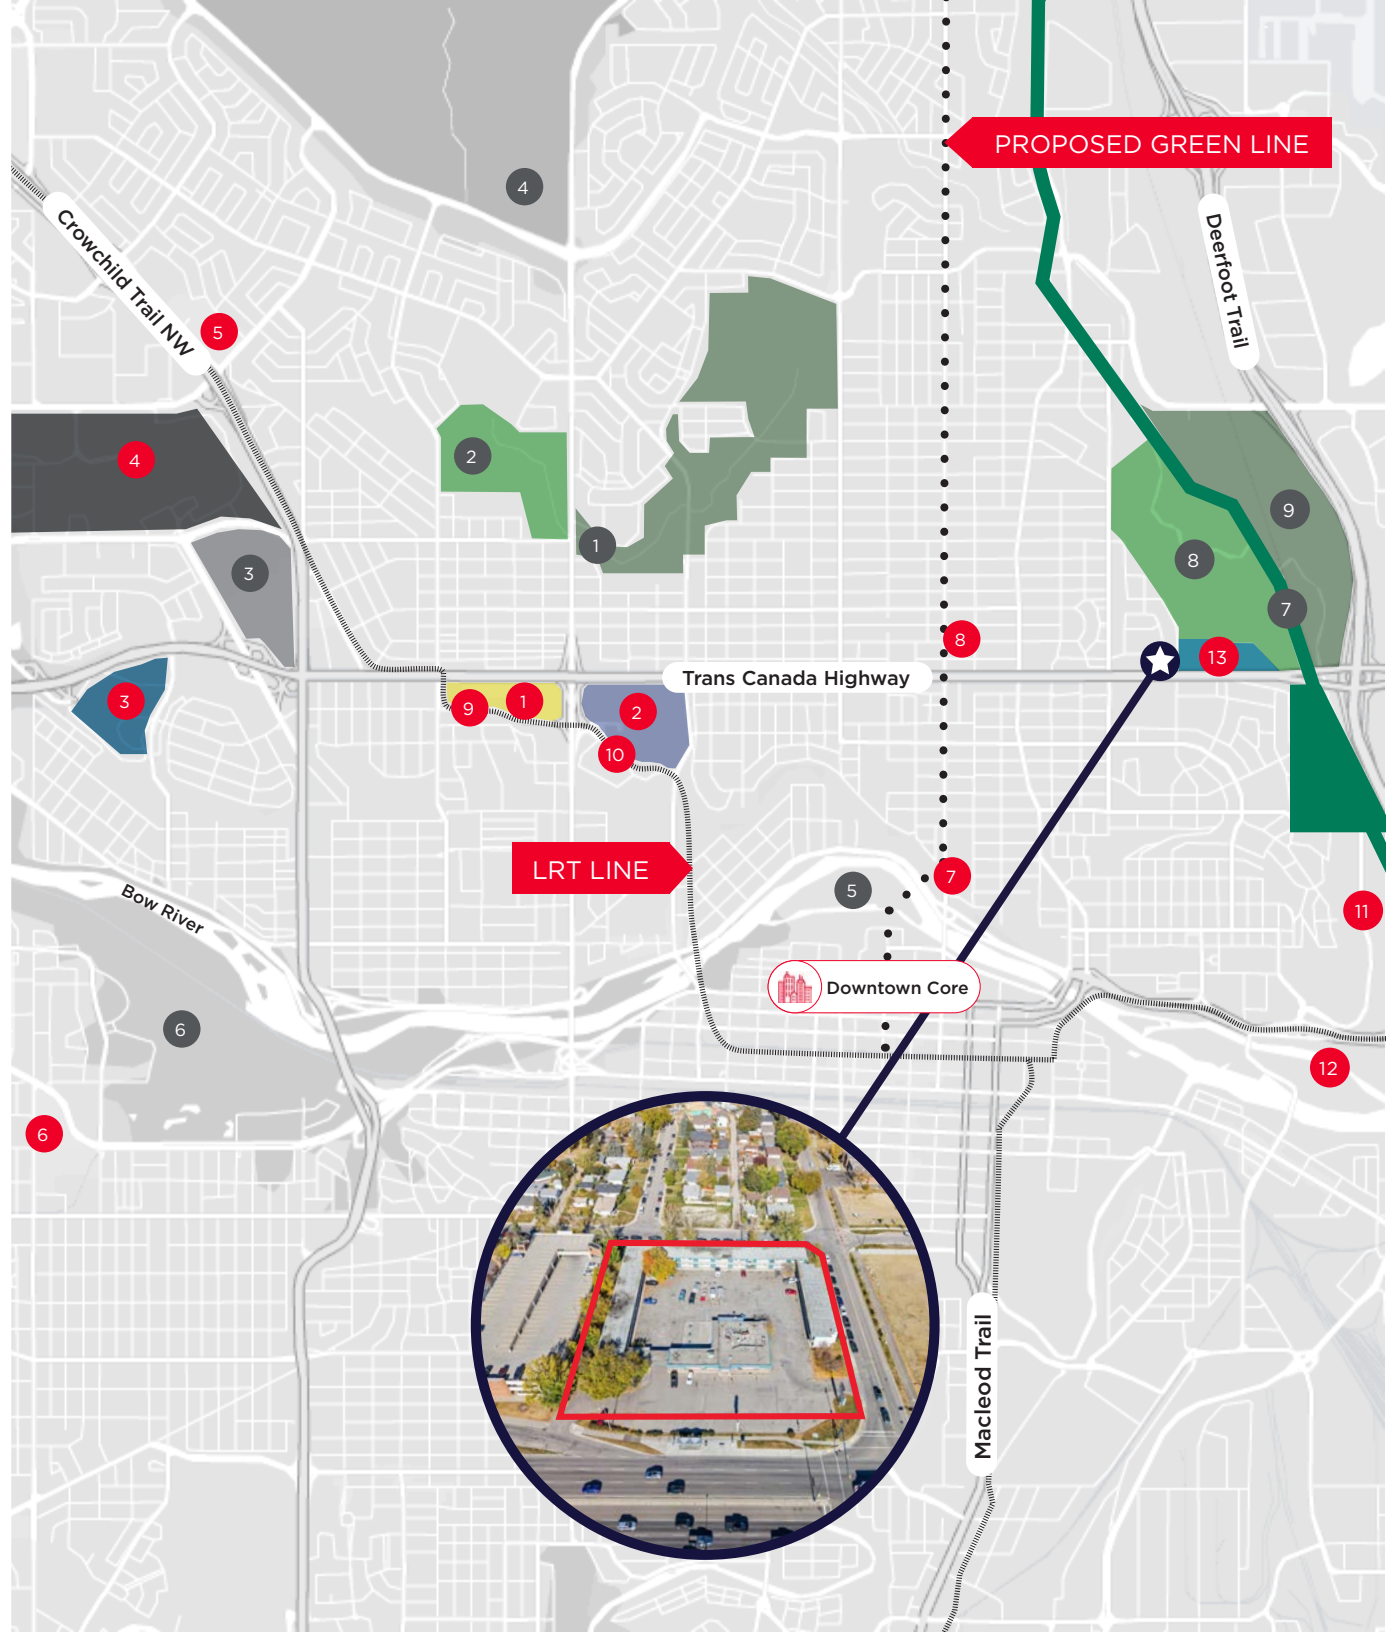 PROPOSED GREEN LINE
4
Deerfoot Trail
Crowchild Trail NW
5
2
4
9
1
3
8
7
8
13
Trans Canada Highway
3
9
1
2
10
LRT LINE
7
5
Bow River
11
Downtown Core
6
12
6
Macleod Trail